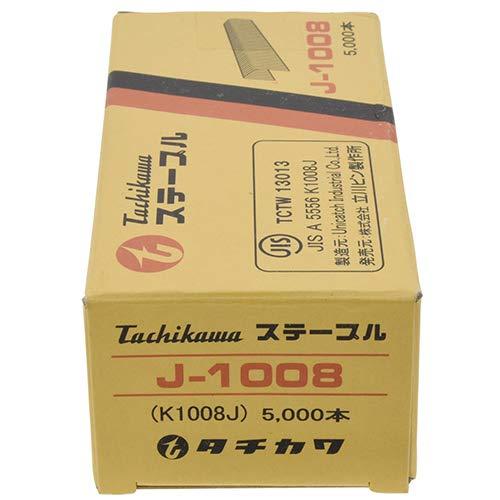 J-1008
5,000本
Tachikawa
ステープル
JIS
TCTW 13013
JIS A 5556 K1008J
製造元:Unicatch Industrial Co.,Ltd.
発売元:株式会社 立川ピン製作所
Tachikawa ステープル
J-1008
(K1008J) 5,000本
タチカワ